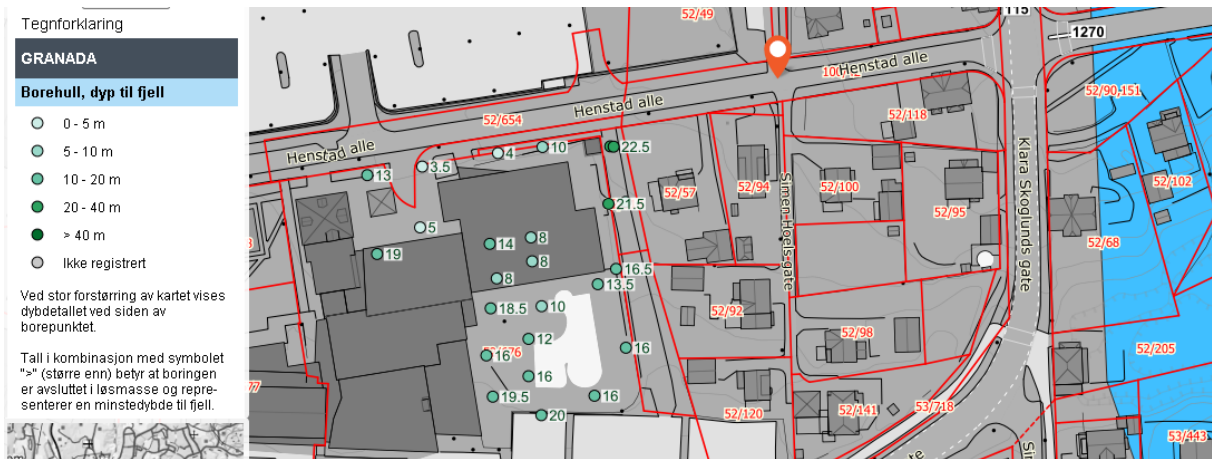 Tegnforklaring
GRANADA
Borehull, dyp til fjell
0 - 5 m
5 - 10 m
10 - 20 m
20 - 40 m
> 40 m
Ikke registrert
Ved stor forstørring av kartet vises
dybdetallet ved siden av
borepunktet.
Tall i kombinasjon med symbolet
">" (større enn) betyr at boringen
er avsluttet i løsmasse og repre-
senterer en minstedybde til fjell.
52/49
115
1270
Henstad alle
52/90,151
52/654
Henstad alle
52/118
Henstad alle
4
10
22.5
3.5
13
52/57
52/94
Simen Hoels gate
52/100
52/95
Klara Skoglunds gate
52/102
21.5
5
14
8
52/68
19
8
16.5
8
13.5
18.5
10
52/92
52/98
12
16
16
52/205
16
19.5
16
20
52/120
52/141
53/718
53/443